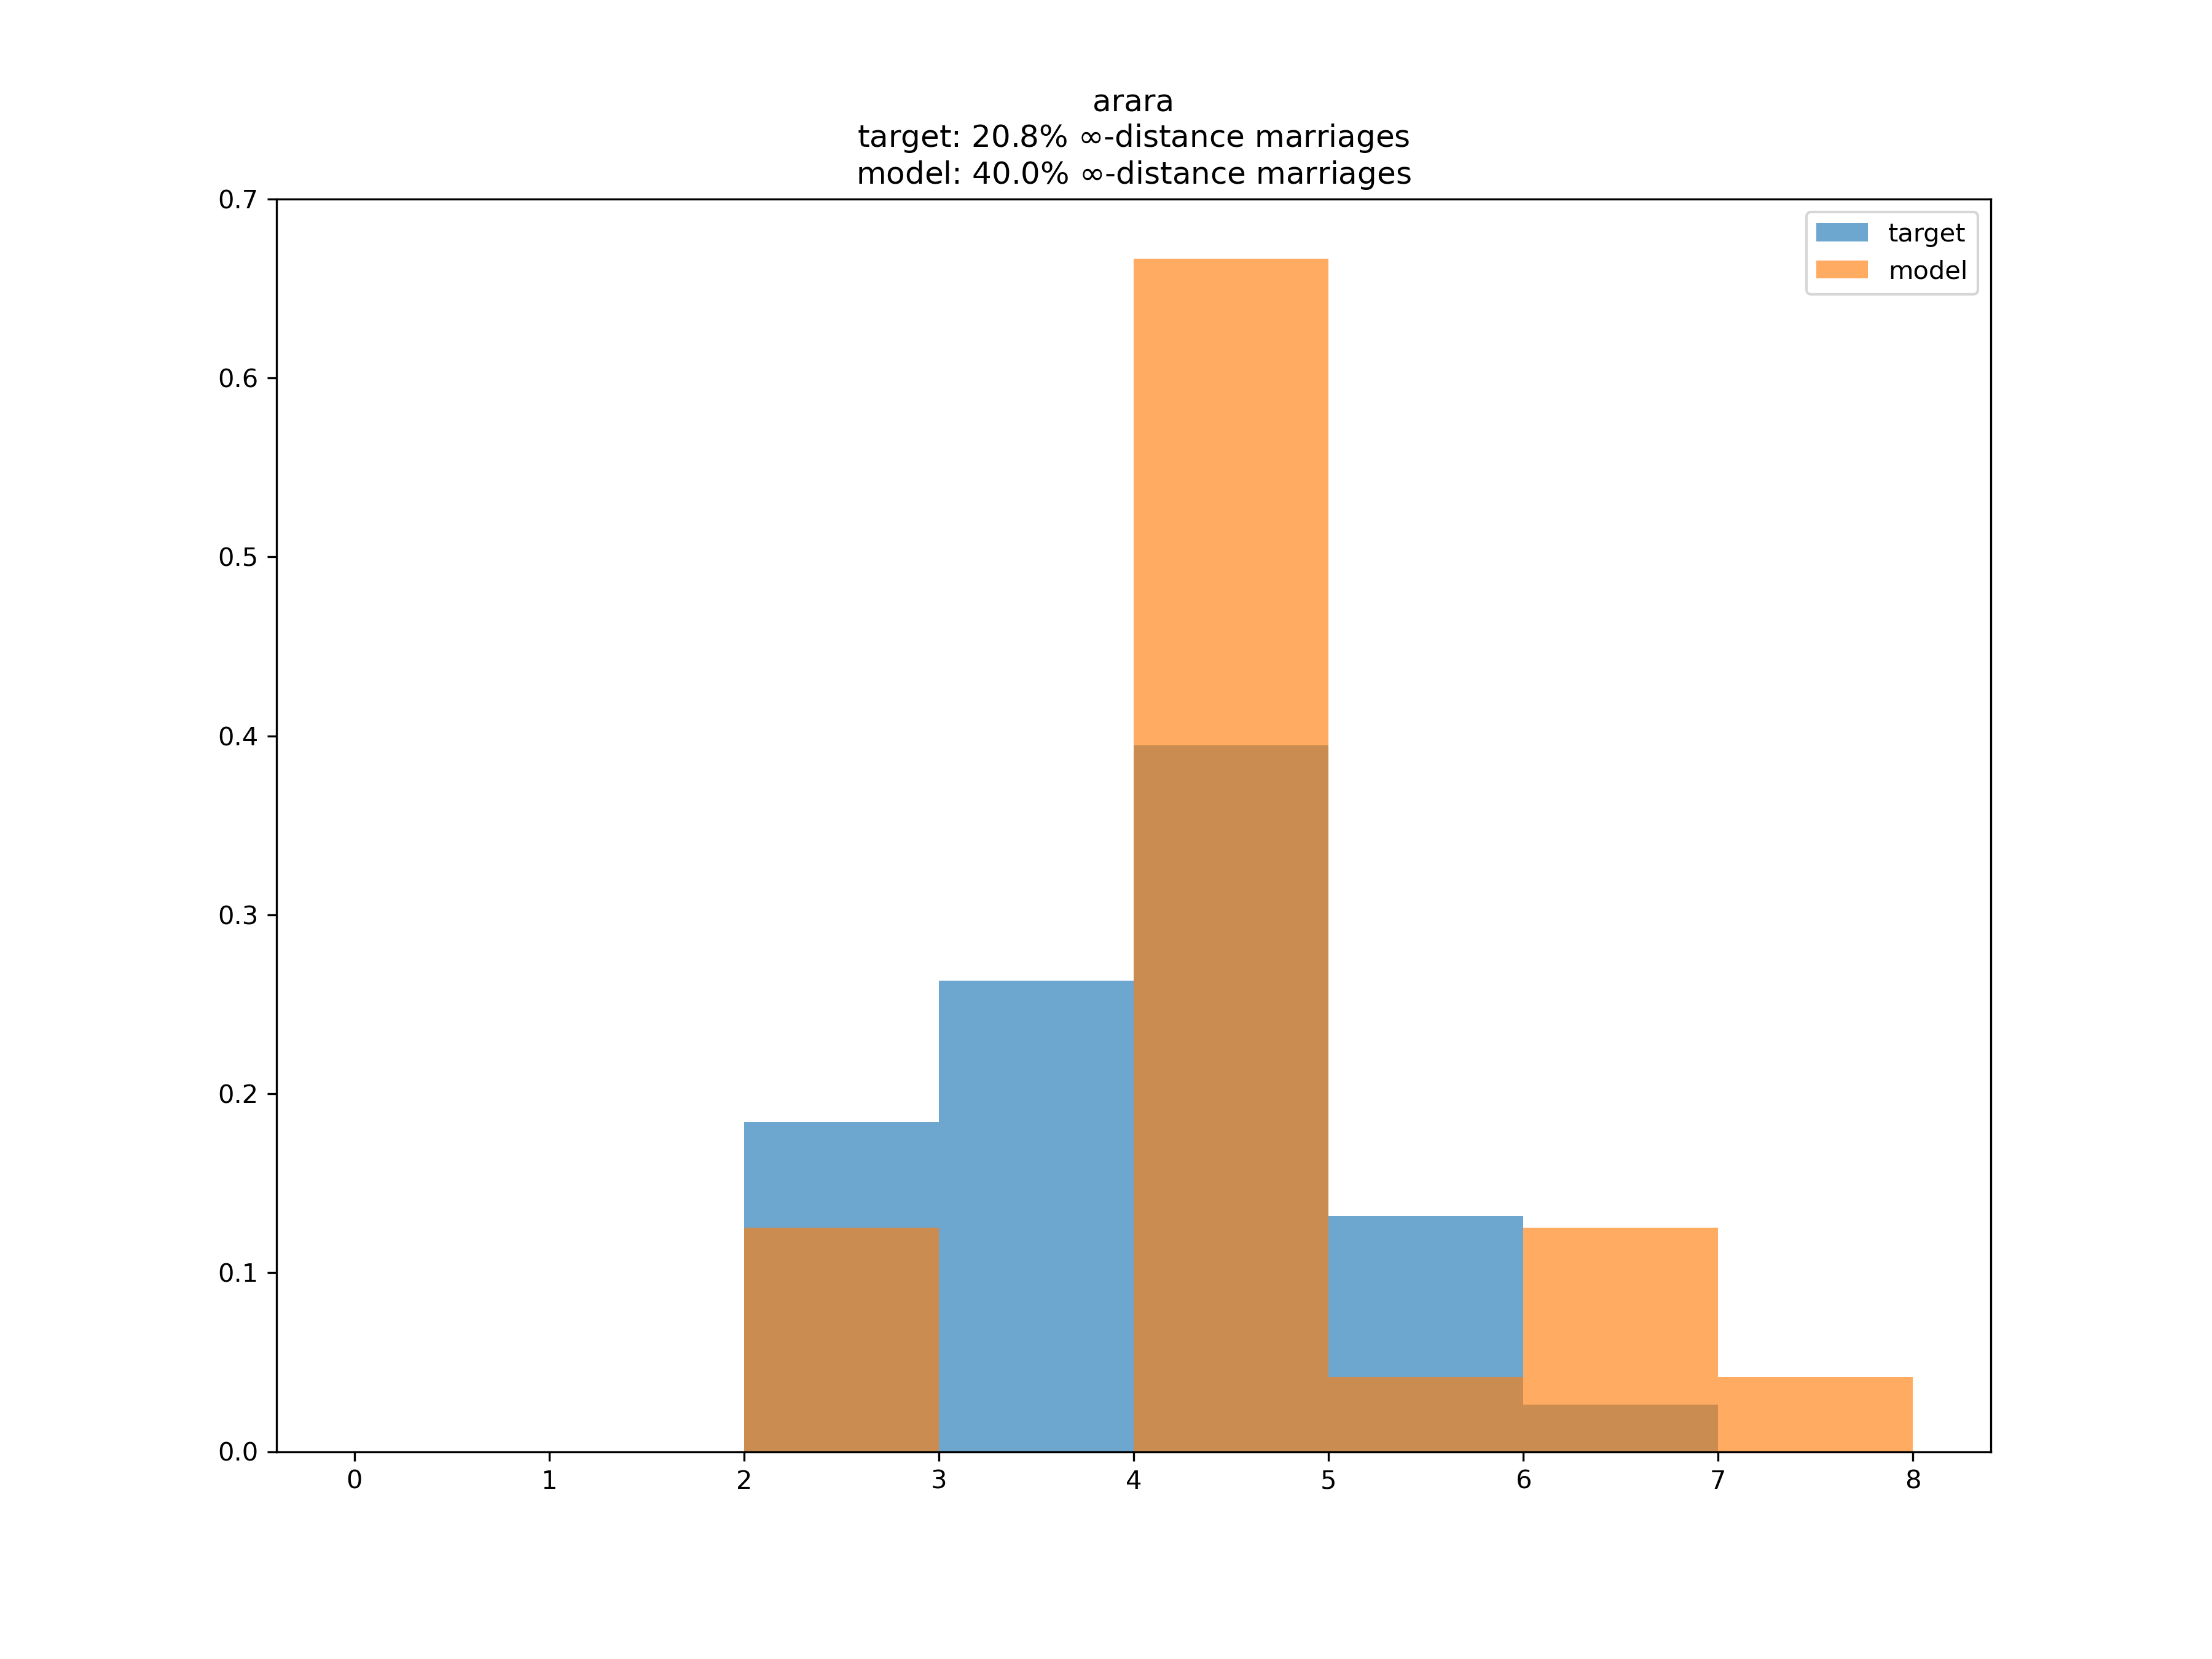 arara
target: 20.8% ∞-distance marriages
model: 40.0% ∞-distance marriages
target
model
0.7
0.6
0.5
0.4
0.3
0.2
0.1
0.0
0 1 2 3 4 5 6 7 8